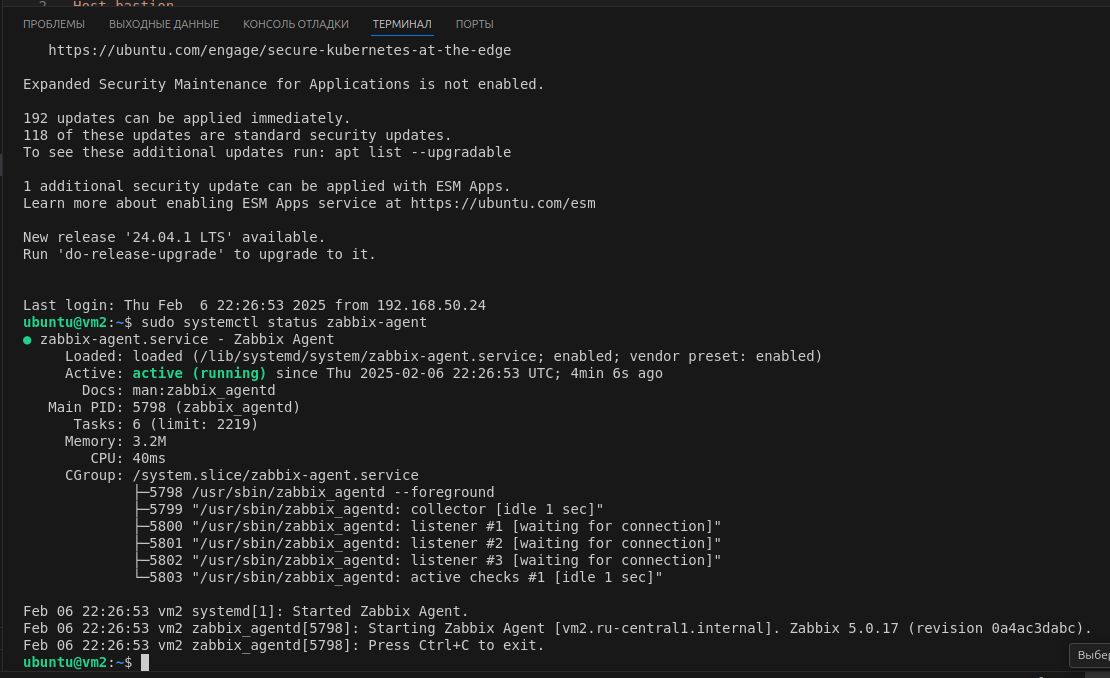 2 Host bastion
ПРОБЛЕМЫ ВЫХОДНЫЕ ДАННЫЕ КОНСОЛЬ ОТЛАДКИ ТЕРМИНАЛ ПОРТЫ
https://ubuntu.com/engage/secure-kubernetes-at-the-edge
Expanded Security Maintenance for Applications is not enabled.
192 updates can be applied immediately.
118 of these updates are standard security updates.
To see these additional updates run: apt list --upgradable
1 additional security update can be applied with ESM Apps.
Learn more about enabling ESM Apps service at https://ubuntu.com/esm
New release '24.04.1 LTS' available.
Run 'do-release-upgrade' to upgrade to it.
Last login: Thu Feb  6 22:26:53 2025 from 192.168.50.24
ubuntu@vm2:~$ sudo systemctl status zabbix-agent
● zabbix-agent.service - Zabbix Agent
Loaded: loaded (/lib/systemd/system/zabbix-agent.service; enabled; vendor preset: enabled)
Active: active (running) since Thu 2025-02-06 22:26:53 UTC; 4min 6s ago
Docs: man:zabbix_agentd
Main PID: 5798 (zabbix_agentd)
Tasks: 6 (limit: 2219)
Memory: 3.2M
CPU: 40ms
CGroup: /system.slice/zabbix-agent.service
├─5798 /usr/sbin/zabbix_agentd --foreground
├─5799 "/usr/sbin/zabbix_agentd: collector [idle 1 sec]"
├─5800 "/usr/sbin/zabbix_agentd: listener #1 [waiting for connection]"
├─5801 "/usr/sbin/zabbix_agentd: listener #2 [waiting for connection]"
├─5802 "/usr/sbin/zabbix_agentd: listener #3 [waiting for connection]"
└─5803 "/usr/sbin/zabbix_agentd: active checks #1 [idle 1 sec]"
Feb 06 22:26:53 vm2 systemd[1]: Started Zabbix Agent.
Feb 06 22:26:53 vm2 zabbix_agentd[5798]: Starting Zabbix Agent [vm2.ru-central1.internal]. Zabbix 5.0.17 (revision 0a4ac3dabc).
Feb 06 22:26:53 vm2 zabbix_agentd[5798]: Press Ctrl+C to exit.
ubuntu@vm2:~$